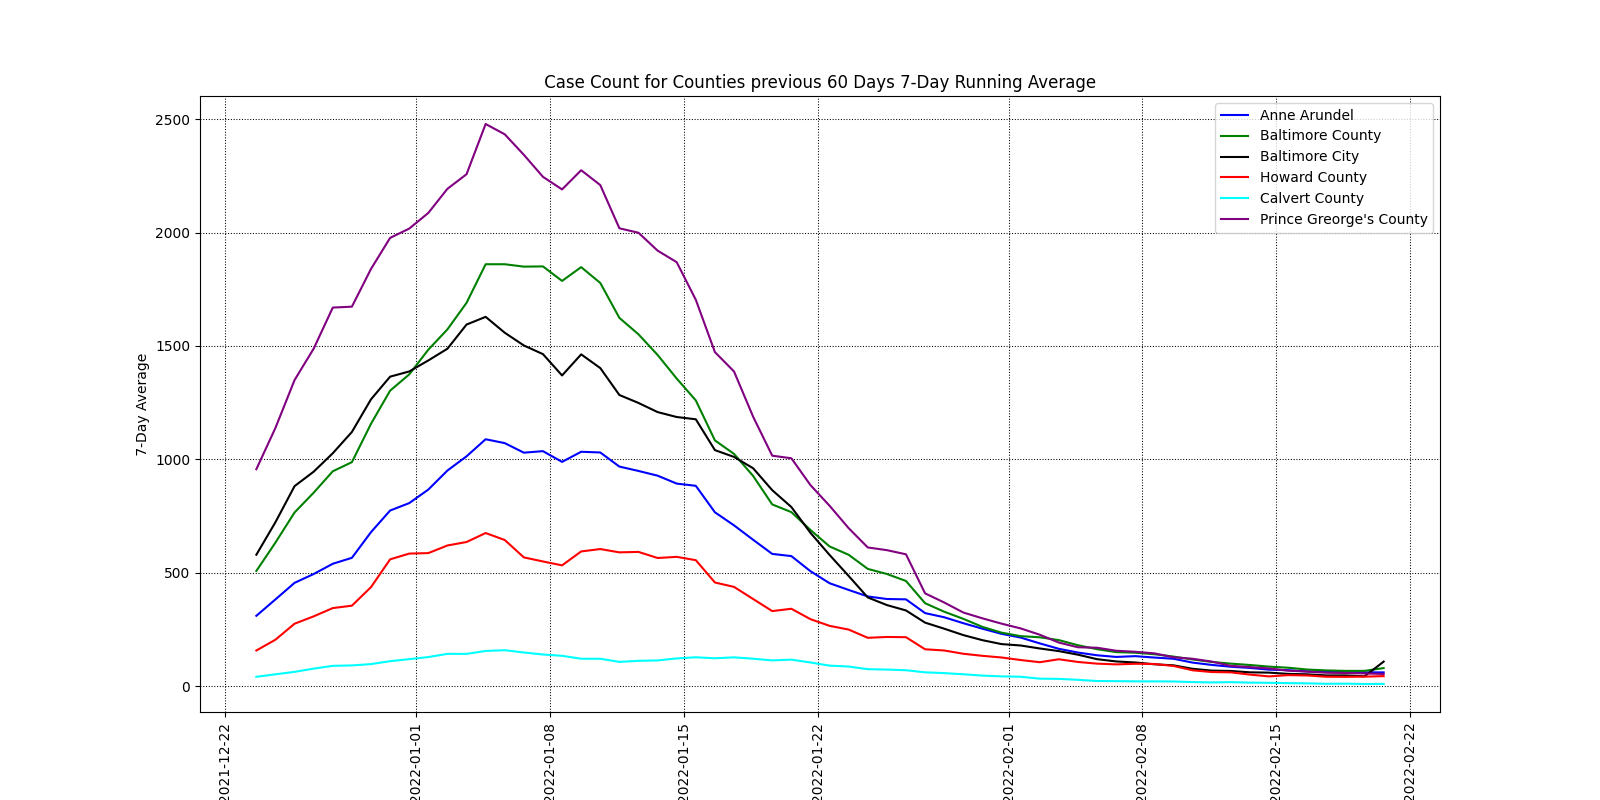 Case Count for Counties previous 60 Days 7-Day Running Average
Anne Arundel
Baltimore County
Baltimore City
Howard County
Calvert County
Prince Greorge's County
7-Day Average
2500
2000
1500
1000
500
0
2021-12-22
2022-01-01
2022-01-08
2022-01-15
2022-01-22
2022-02-01
2022-02-08
2022-02-15
2022-02-22